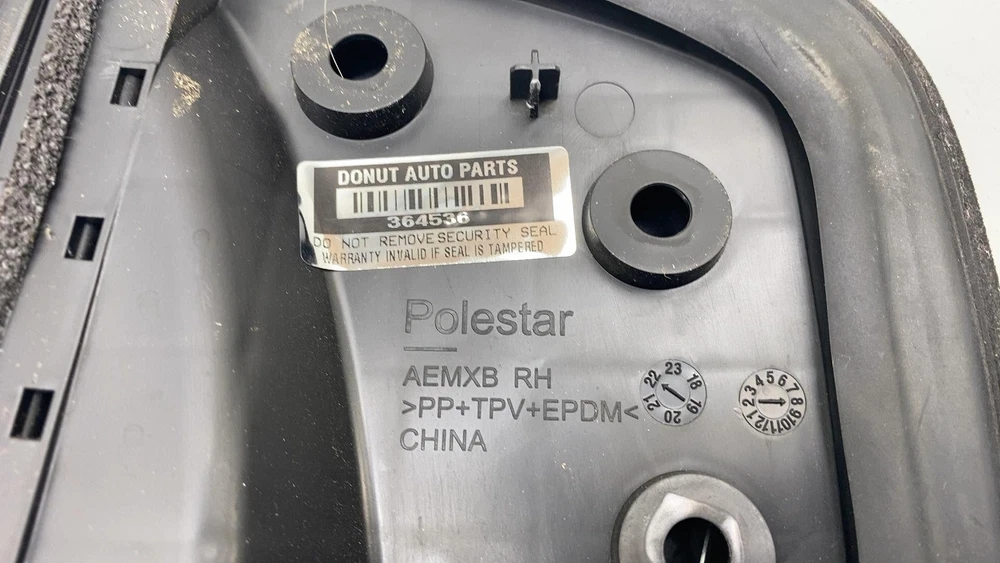 DONUT AUTO PARTS
364536
DO NOT REMOVE SECURITY SEAL
WARRANTY INVALID IF SEAL IS TAMPERED
Polestar
AEMXB RH
>PP+TPV+EPDM<
CHINA
18 19 20 21 22 23
1 2 3 4 5 6 7 8 9 10 11 12